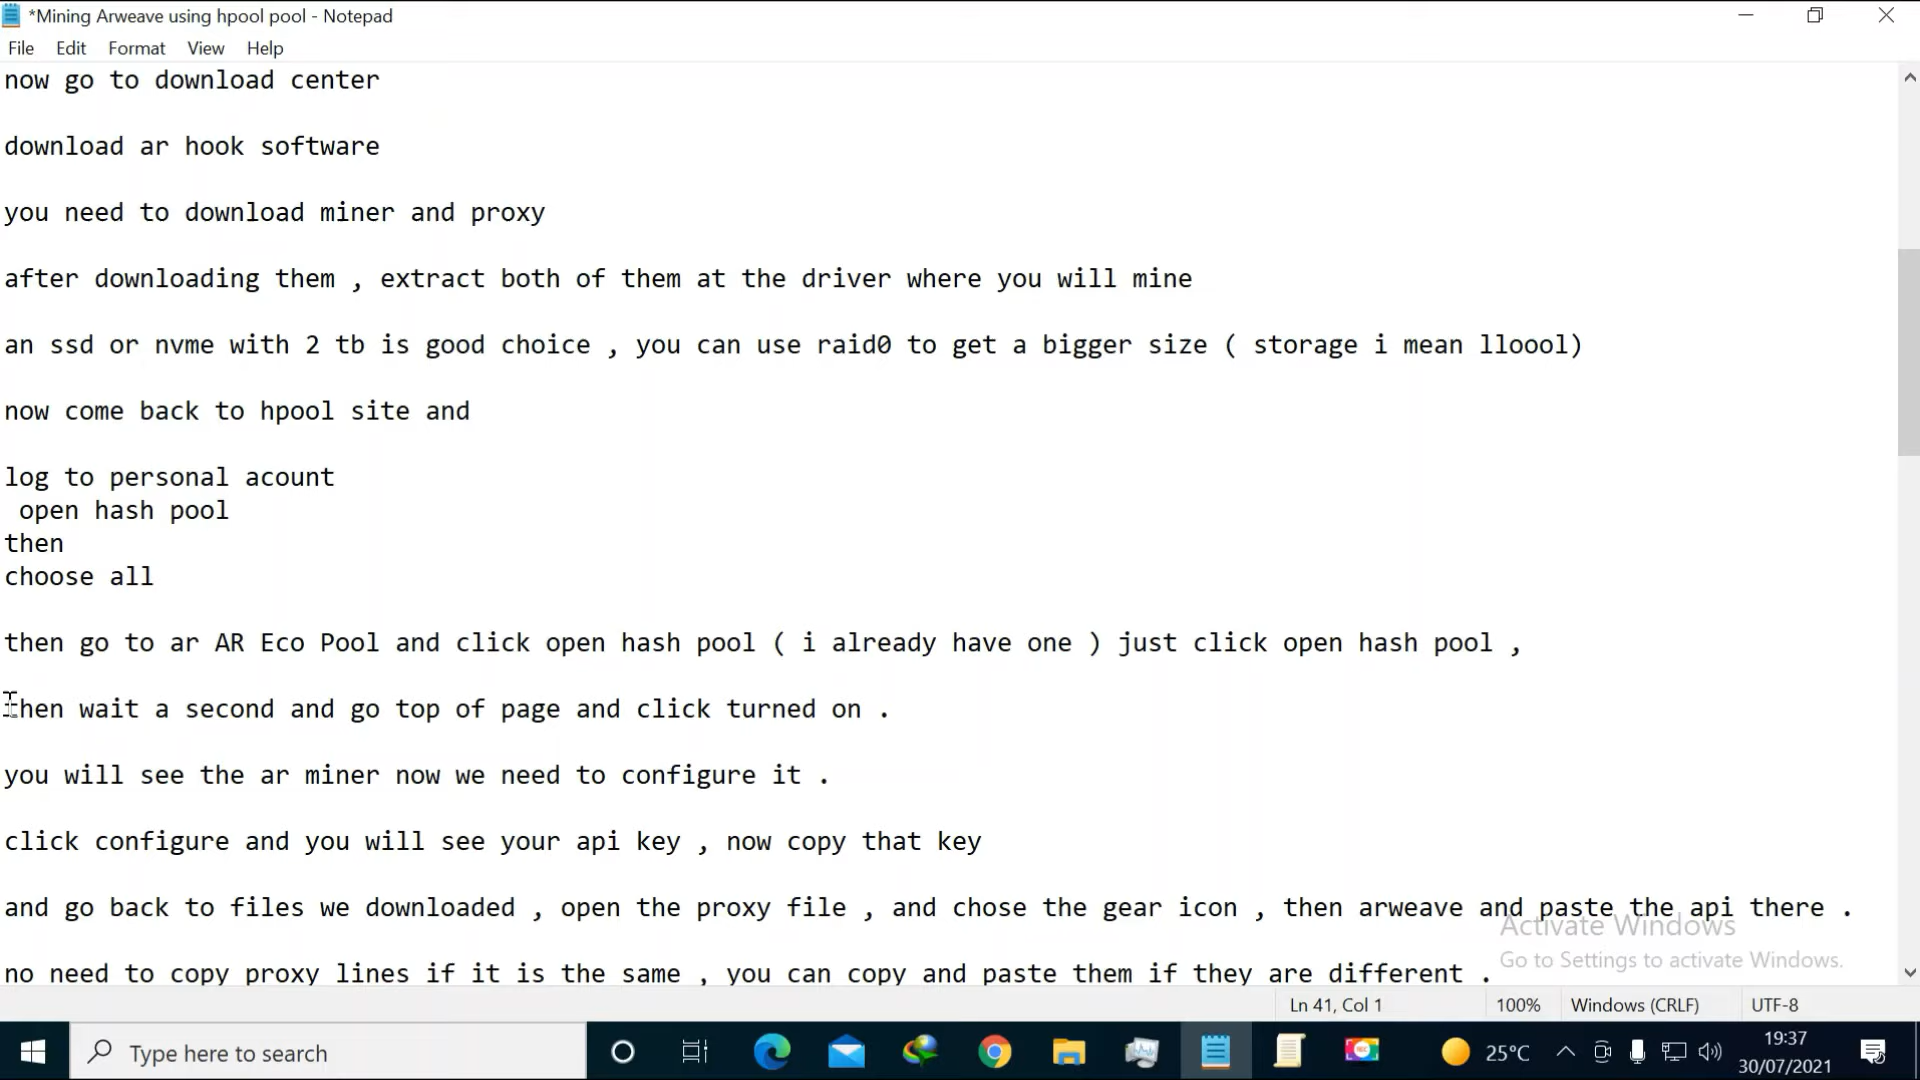 *Mining Arweave using hpool pool - Notepad
File Edit Format View Help
now go to download center
download ar hook software
you need to download miner and proxy
after downloading them , extract both of them at the driver where you will mine
an ssd or nvme with 2 tb is good choice , you can use raid0 to get a bigger size ( storage i mean lloool)
now come back to hpool site and
log to personal acount
open hash pool
then
choose all
then go to ar AR Eco Pool and click open hash pool ( i already have one ) just click open hash pool ,
then wait a second and go top of page and click turned on .
you will see the ar miner now we need to configure it .
click configure and you will see your api key , now copy that key
and go back to files we downloaded , open the proxy file , and chose the gear icon , then arweave and paste the api there .
Activate Windows
Go to Settings to activate Windows.
no need to copy proxy lines if it is the same , you can copy and paste them if they are different .
Ln 41, Col 1 100% Windows (CRLF) UTF-8
Type here to search
25°C
19:37
30/07/2021